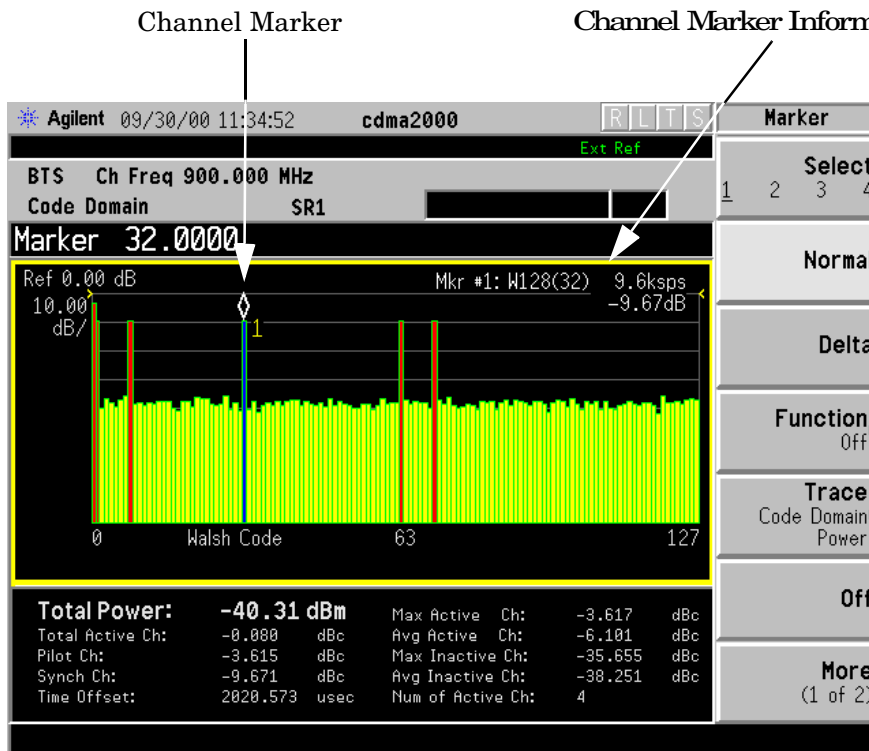 Channel Marker
Channel Marker Inform
Agilent 09/30/00 11:34:52 cdma2000 R L T S Marker
Ext Ref
BTS Ch Freq 900.000 MHz
Code Domain SR1
Select
1 2 3 4
Marker 32.0000
Normal
Ref 0.00 dB Mkr #1: W128(32) 9.6ksps
-9.67dB
10.00
dB/
1
Delta
Function
Off
Trace
Code Domain
Power
0 Walsh Code 63 127
Off
Total Power: -40.31 dBm
Total Active Ch: -0.080 dBc
Pilot Ch: -3.615 dBc
Synch Ch: -9.671 dBc
Time Offset: 2020.573 usec
Max Active Ch: -3.617 dBc
Avg Active Ch: -6.101 dBc
Max Inactive Ch: -35.655 dBc
Avg Inactive Ch: -38.251 dBc
Num of Active Ch: 4
More
(1 of 2)